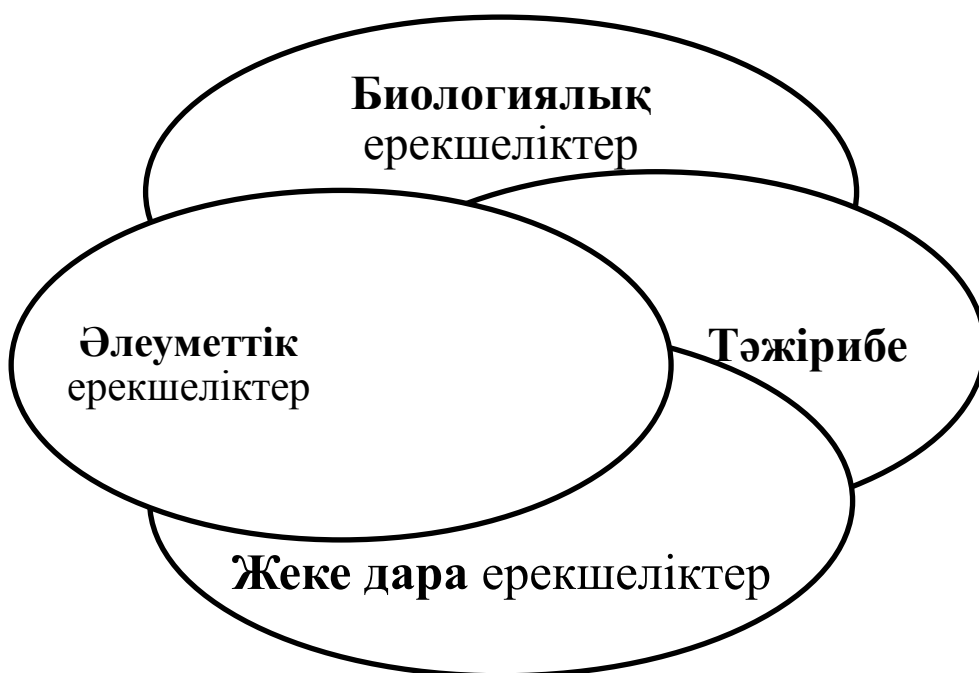 Биологиялық
ерекшеліктер
Әлеуметтік
ерекшеліктер
Тәжірибе
Жеке дара ерекшеліктер